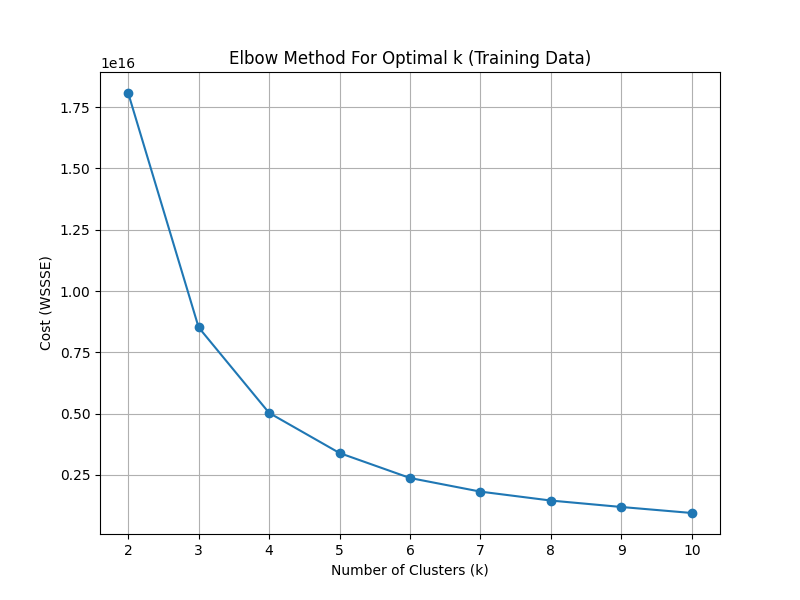 Elbow Method For Optimal k (Training Data)
1e16
1.75
1.50
1.25
1.00
0.75
0.50
0.25
Cost (WSSSE)
2 3 4 5 6 7 8 9 10
Number of Clusters (k)